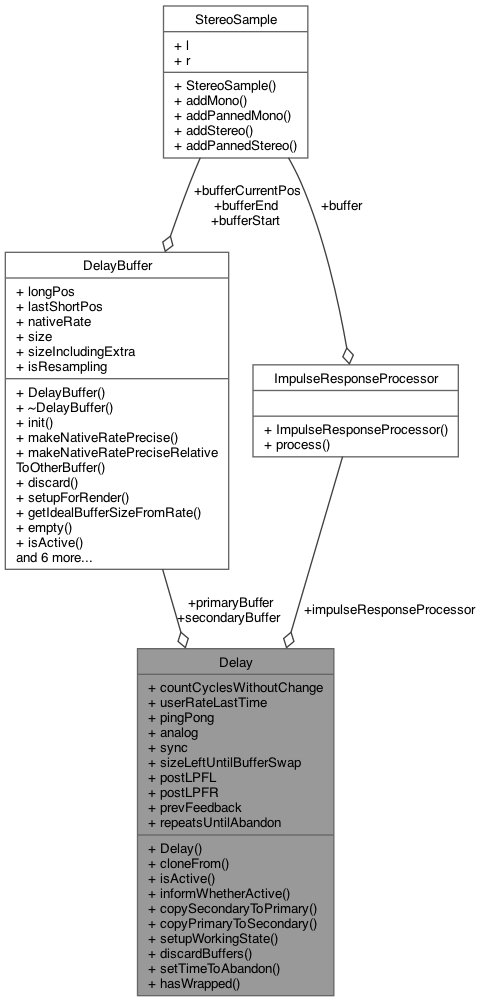 StereoSample
+ l
+ r
+ StereoSample()
+ addMono()
+ addPannedMono()
+ addStereo()
+ addPannedStereo()
+bufferCurrentPos
+bufferEnd
+bufferStart
+buffer
DelayBuffer
+ longPos
+ lastShortPos
+ nativeRate
+ size
+ sizeIncludingExtra
+ isResampling
+ DelayBuffer()
+ ~DelayBuffer()
+ init()
+ makeNativeRatePrecise()
+ makeNativeRatePreciseRelative
ToOtherBuffer()
+ discard()
+ setupForRender()
+ getIdealBufferSizeFromRate()
+ empty()
+ isActive()
and 6 more...
ImpulseResponseProcessor
+ ImpulseResponseProcessor()
+ process()
+primaryBuffer
+secondaryBuffer
+impulseResponseProcessor
Delay
+ countCyclesWithoutChange
+ userRateLastTime
+ pingPong
+ analog
+ sync
+ sizeLeftUntilBufferSwap
+ postLPFL
+ postLPFR
+ prevFeedback
+ repeatsUntilAbandon
+ Delay()
+ cloneFrom()
+ isActive()
+ informWhetherActive()
+ copySecondaryToPrimary()
+ copyPrimaryToSecondary()
+ setupWorkingState()
+ discardBuffers()
+ setTimeToAbandon()
+ hasWrapped()